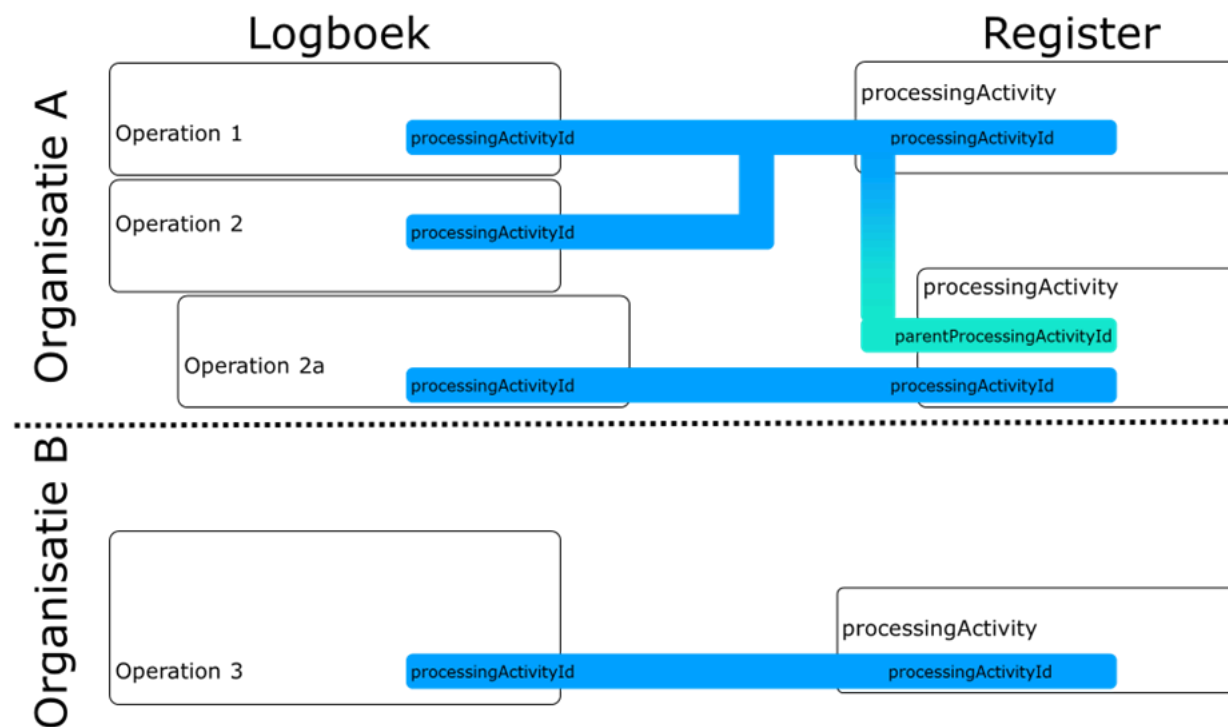 Logboek
Register
Organisatie A
processingActivity
Operation 1
processingActivityId
processingActivityId
Operation 2
processingActivityId
processingActivity
parentProcessingActivityId
Operation 2a
processingActivityId
processingActivityId
Organisatie B
processingActivity
Operation 3
processingActivityId
processingActivityId